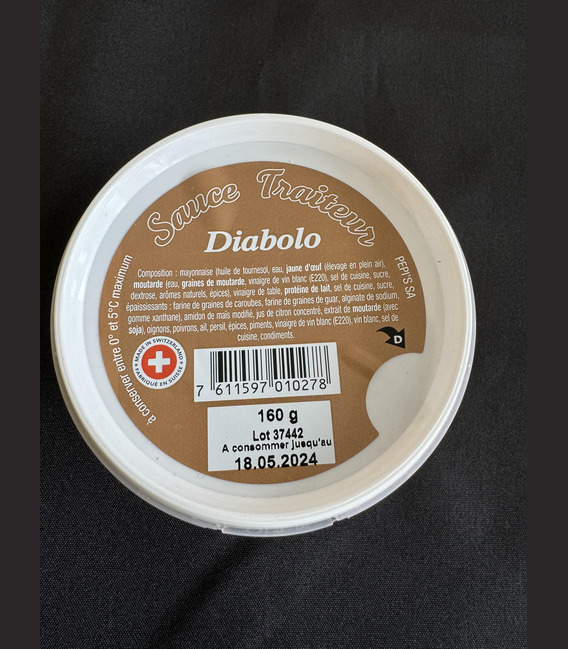 Sauce Traiteur
Diabolo
Composition : mayonnaise (huile de tournesol, eau, jaune d'œuf (élevage en plein air),
moutarde (eau, graines de moutarde, vinaigre de vin blanc (E220), sel de cuisine, sucre,
dextrose, arômes naturels, épices), vinaigre de table, protéine de lait, sel de cuisine, sucre,
épaississants : farine de graines de caroubes, farine de graines de guar, alginate de sodium,
gomme xanthane), amidon de maïs modifié, jus de citron concentré, extrait de moutarde (avec
soja), oignons, poivrons, ail, persil, épices, piments, vinaigre de vin blanc (E220), vin blanc, sel de
cuisine, condiments.
à conserver entre 0° et 5°C maximum
PEPI'S SA
D
MADE IN SWITZERLAND
FABRIQUÉ EN SUISSE
7 611597 010278
160 g
Lot 37442
A consommer jusqu'au
18.05.2024